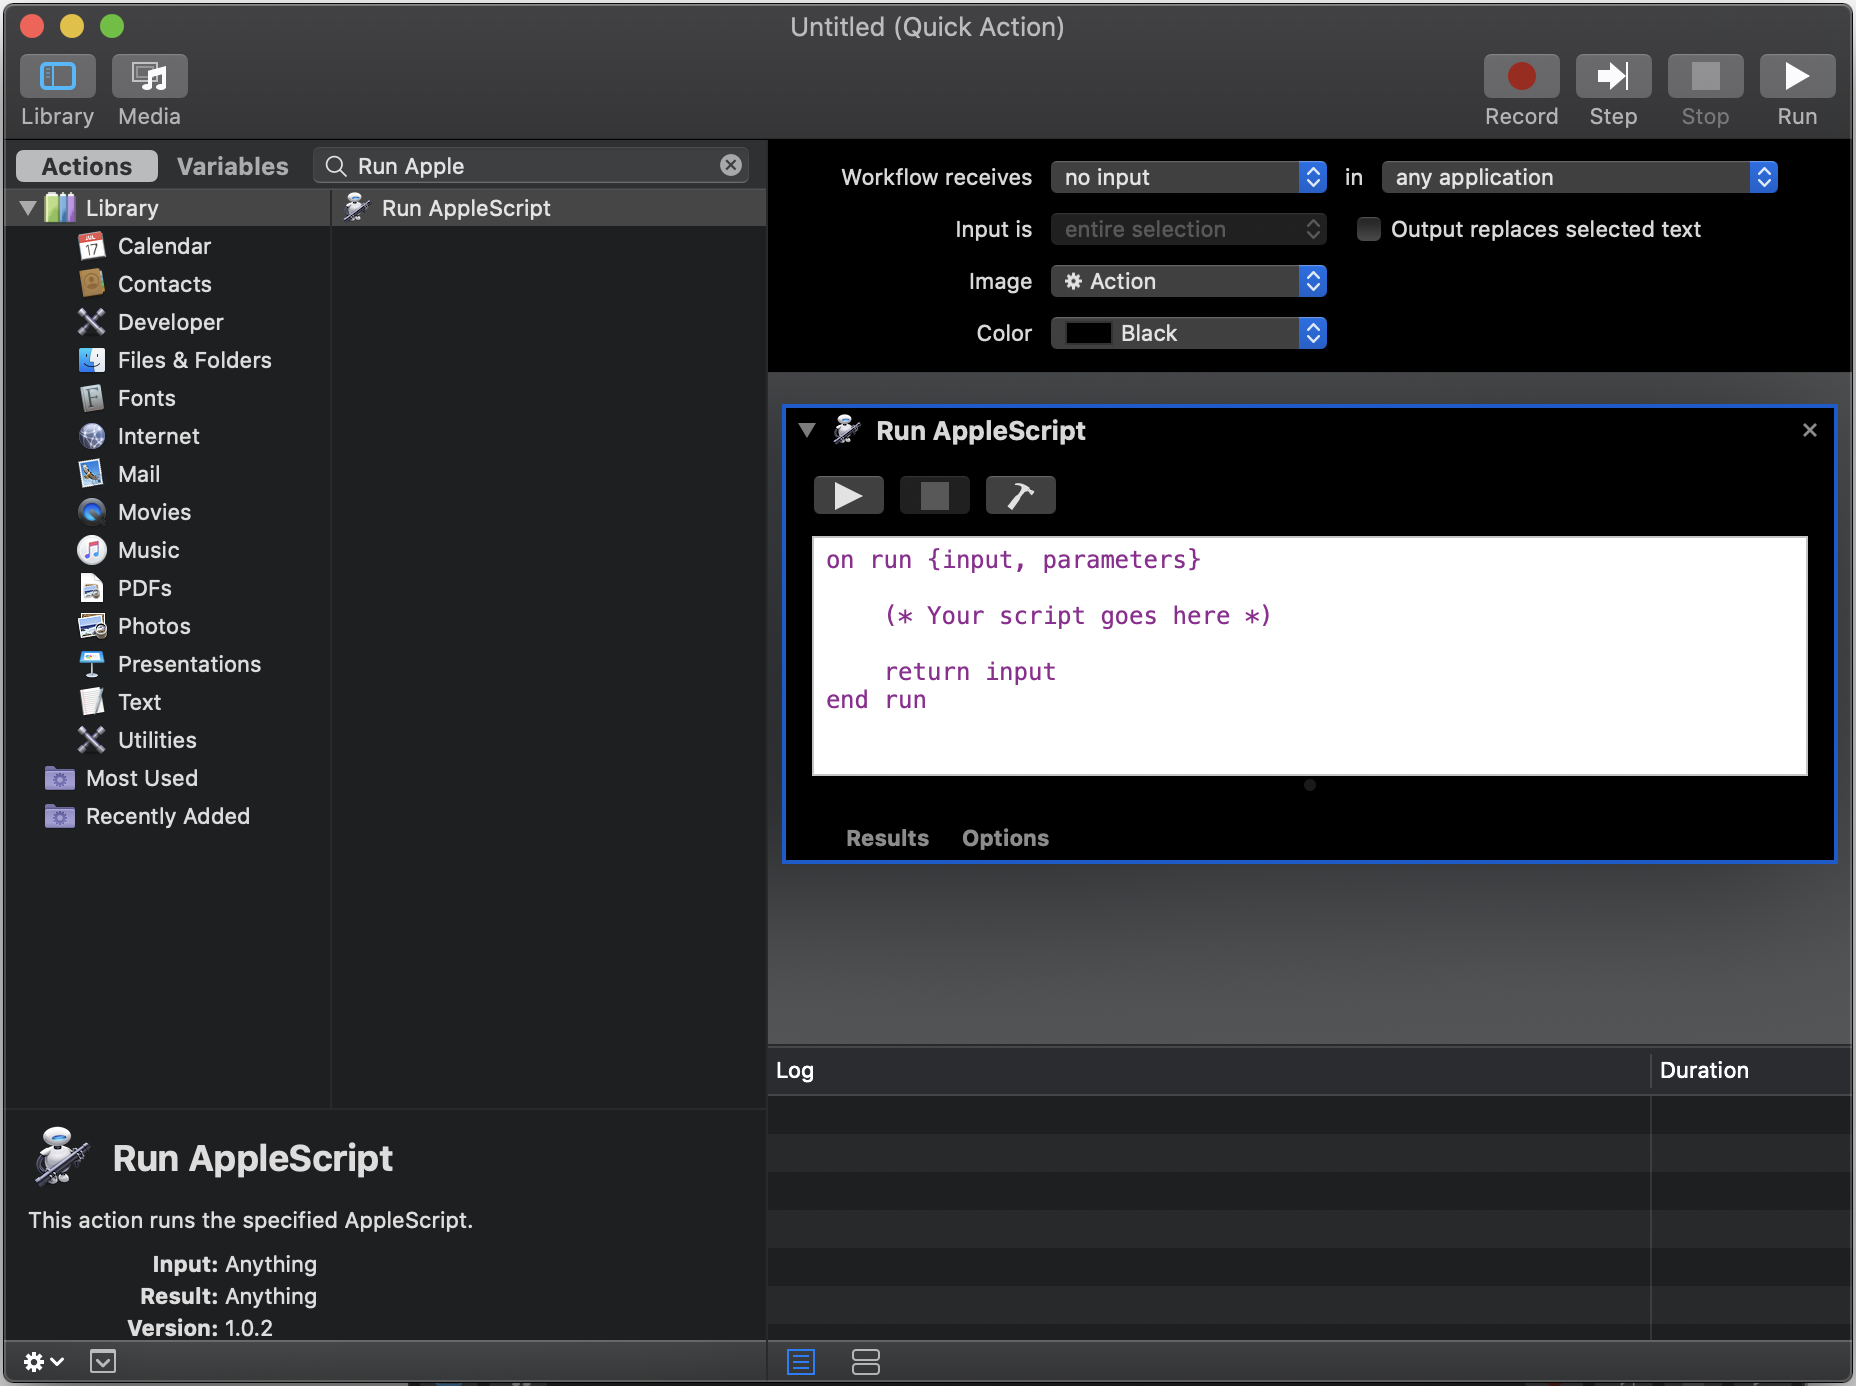 Untitled (Quick Action)
Library
Media
Record
Step
Stop
Run
Actions
Variables
Run Apple
Library
Calendar
Contacts
Developer
Files & Folders
Fonts
Internet
Mail
Movies
Music
PDFs
Photos
Presentations
Text
Utilities
Most Used
Recently Added
Run AppleScript
Workflow receives no input in any application
Input is entire selection Output replaces selected text
Image Action
Color Black
Run AppleScript
on run {input, parameters}
(* Your script goes here *)
return input
end run
Results Options
Log Duration
Run AppleScript
This action runs the specified AppleScript.
Input: Anything
Result: Anything
Version: 1.0.2